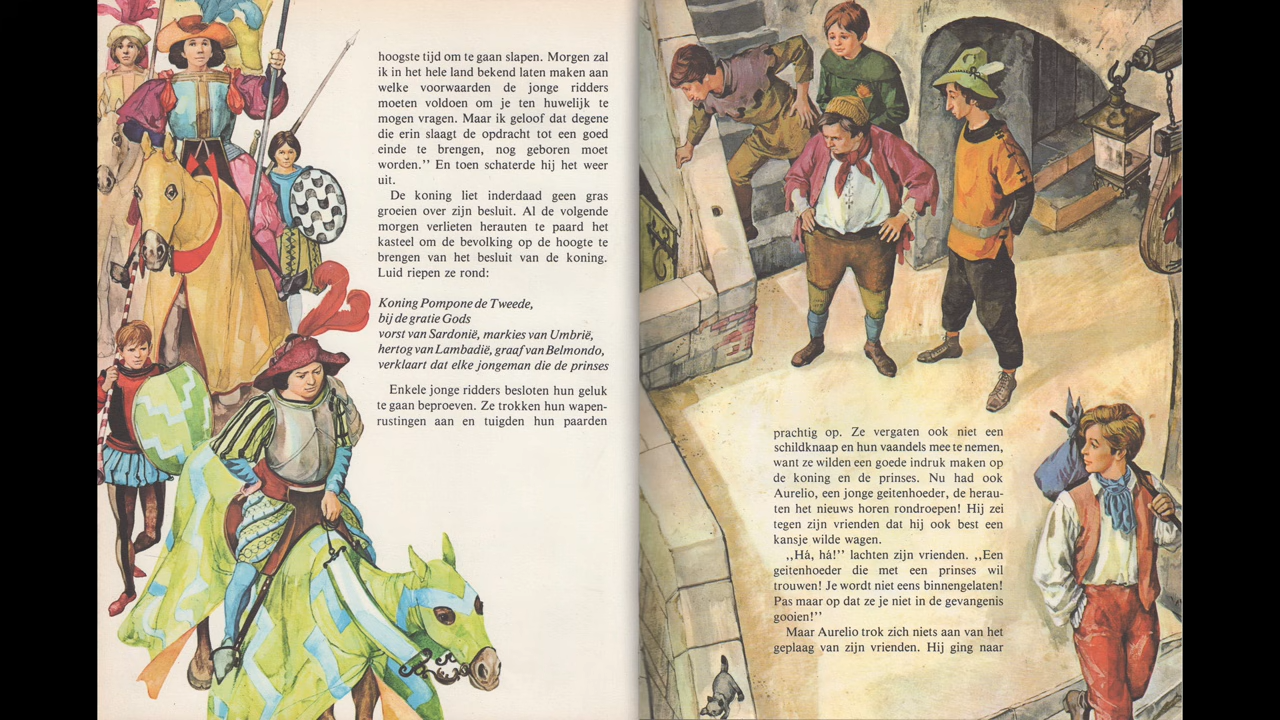 hoogste tijd om te gaan slapen. Morgen zal
ik in het hele land bekend laten maken aan
welke voorwaarden de jonge ridders
moeten voldoen om je ten huwelijk te
mogen vragen. Maar ik geloof dat degene
die erin slaagt de opdracht tot een goed
einde te brengen, nog geboren moet
worden.’’ En toen schaterde hij het weer
uit.
De koning liet inderdaad geen gras
groeien over zijn besluit. Al de volgende
morgen verlieten herauten te paard het
kasteel om de bevolking op de hoogte te
brengen van het besluit van de koning.
Luid riepen ze rond:
Koning Pompone de Tweede,
bij de gratie Gods
vorst van Sardonië, markies van Umbrië,
hertog van Lambadië, graaf van Belmondo,
verklaart dat elke jongeman die de prinses
Enkele jonge ridders besloten hun geluk
te gaan beproeven. Ze trokken hun wapen-
rustingen aan en tuigden hun paarden
prachtig op. Ze vergaten ook niet een
schildknaap en hun vaandels mee te nemen,
want ze wilden een goede indruk maken op
de koning en de prinses. Nu had ook
Aurelio, een jonge geitenhoeder, de herau-
ten het nieuws horen rondroepen! Hij zei
tegen zijn vrienden dat hij ook best een
kansje wilde wagen.
,,Há, há!’’ lachten zijn vrienden. ,,Een
geitenhoeder die met een prinses wil
trouwen! Je wordt niet eens binnengelaten!
Pas maar op dat ze je niet in de gevangenis
gooien!’’
Maar Aurelio trok zich niets aan van het
geplaag van zijn vrienden. Hij ging naar